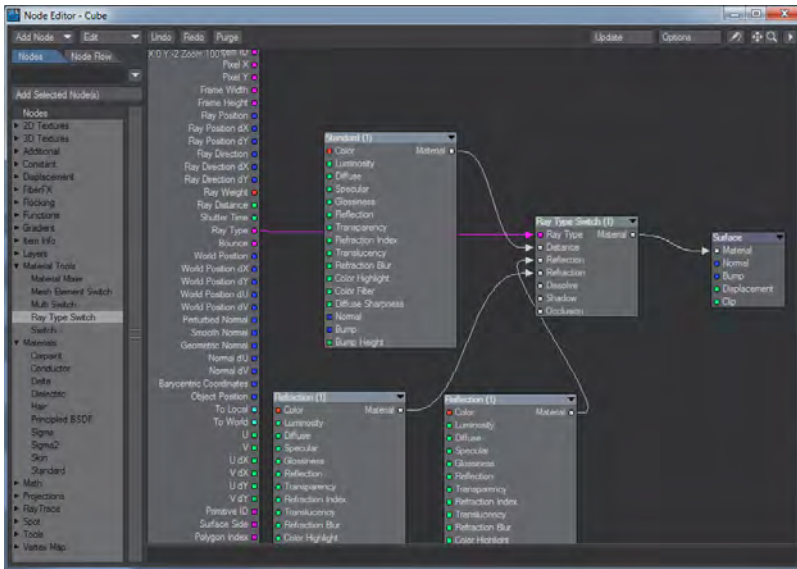 Node Editor - Cube
Add Node
Edit
Undo
Redo
Purge
Update
Options
Nodes
Node Flow
Add Selected Node(s)
Nodes
2D Textures
3D Textures
Additional
Constant
Displacement
FiberFX
Flocking
Functions
Gradient
Item Info
Layers
Material Tools
Material Mixer
Mesh Element Switch
Multi Switch
Ray Type Switch
Switch
Materials
Carpaint
Conductor
Delta
Dielectric
Hair
Principled BSDF
Sigma
Sigma2
Skin
Standard
Math
Projections
RayTrace
Spot
Tools
Vertex Map
X:0 Y:-2 Zoom:100%
Item ID
Pixel X
Pixel Y
Frame Width
Frame Height
Ray Position
Ray Position dX
Ray Position dY
Ray Direction
Ray Direction dX
Ray Direction dY
Ray Weight
Ray Distance
Shutter Time
Ray Type
Bounce
World Position
World Position dX
World Position dY
World Position dU
World Position dV
Perturbed Normal
Smooth Normal
Geometric Normal
Normal dU
Normal dV
Barycentric Coordinates
Object Position
To Local
To World
U
V
U dX
V dX
U dY
V dY
Primitive ID
Surface Side
Polygon Index
Standard (1)
Color
Material
Luminosity
Diffuse
Specular
Glossiness
Reflection
Transparency
Refraction Index
Translucency
Refraction Blur
Color Highlight
Color Filter
Diffuse Sharpness
Normal
Bump
Bump Height
Ray Type Switch (1)
Ray Type
Material
Distance
Reflection
Refraction
Dissolve
Shadow
Occlusion
Surface
Material
Normal
Bump
Displacement
Clip
Refraction (1)
Color
Material
Luminosity
Diffuse
Specular
Glossiness
Reflection
Transparency
Refraction Index
Translucency
Refraction Blur
Color Highlight
Reflection (1)
Color
Material
Luminosity
Diffuse
Specular
Glossiness
Reflection
Transparency
Refraction Index
Translucency
Refraction Blur
Color Highlight